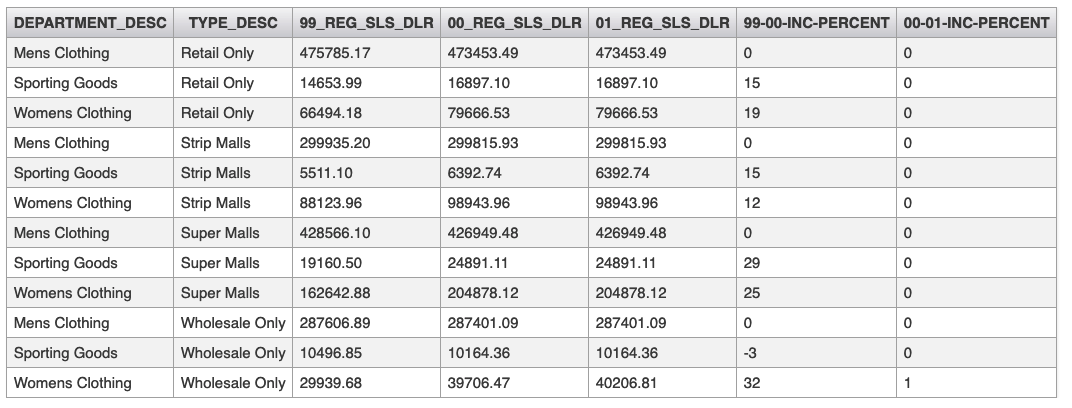 DEPARTMENT_DESC TYPE_DESC 99_REG_SLS_DLR 00_REG_SLS_DLR 01_REG_SLS_DLR 99-00-INC-PERCENT 00-01-INC-PERCENT
Mens Clothing Retail Only 475785.17 473453.49 473453.49 0 0
Sporting Goods Retail Only 14653.99 16897.10 16897.10 15 0
Womens Clothing Retail Only 66494.18 79666.53 79666.53 19 0
Mens Clothing Strip Malls 299935.20 299815.93 299815.93 0 0
Sporting Goods Strip Malls 5511.10 6392.74 6392.74 15 0
Womens Clothing Strip Malls 88123.96 98943.96 98943.96 12 0
Mens Clothing Super Malls 428566.10 426949.48 426949.48 0 0
Sporting Goods Super Malls 19160.50 24891.11 24891.11 29 0
Womens Clothing Super Malls 162642.88 204878.12 204878.12 25 0
Mens Clothing Wholesale Only 287606.89 287401.09 287401.09 0 0
Sporting Goods Wholesale Only 10496.85 10164.36 10164.36 -3 0
Womens Clothing Wholesale Only 29939.68 39706.47 40206.81 32 1